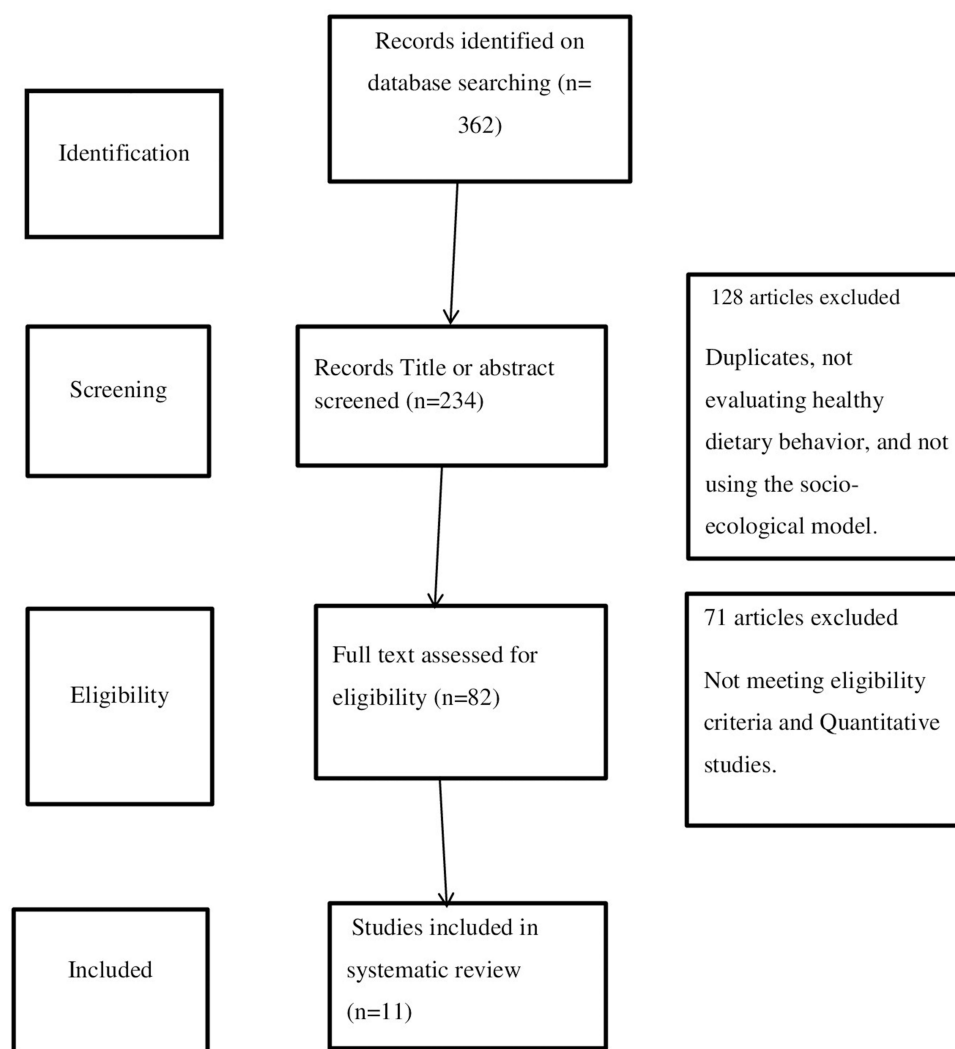 Records identified on
database searching (n=
362)
Identification
128 articles excluded
Duplicates, not
evaluating healthy
dietary behavior, and not
using the socio-
ecological model.
Records Title or abstract
screened (n=234)
Screening
71 articles excluded
Not meeting eligibility
criteria and Quantitative
studies.
Full text assessed for
eligibility (n=82)
Eligibility
Studies included in
systematic review
(n=11)
Included